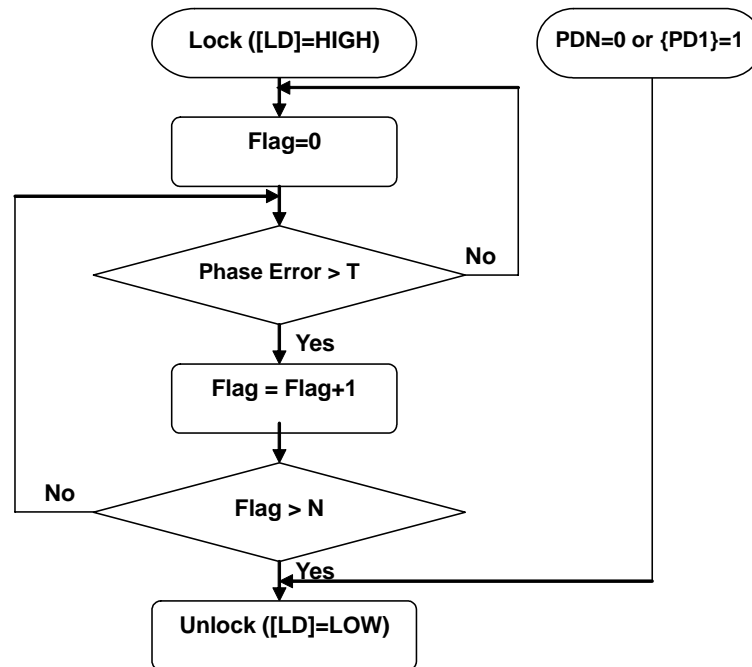 Lock ([LD]=HIGH)
PDN=0 or {PD1}=1
Flag=0
Phase Error > T
No
Yes
Flag = Flag+1
No
Flag > N
Yes
Unlock ([LD]=LOW)